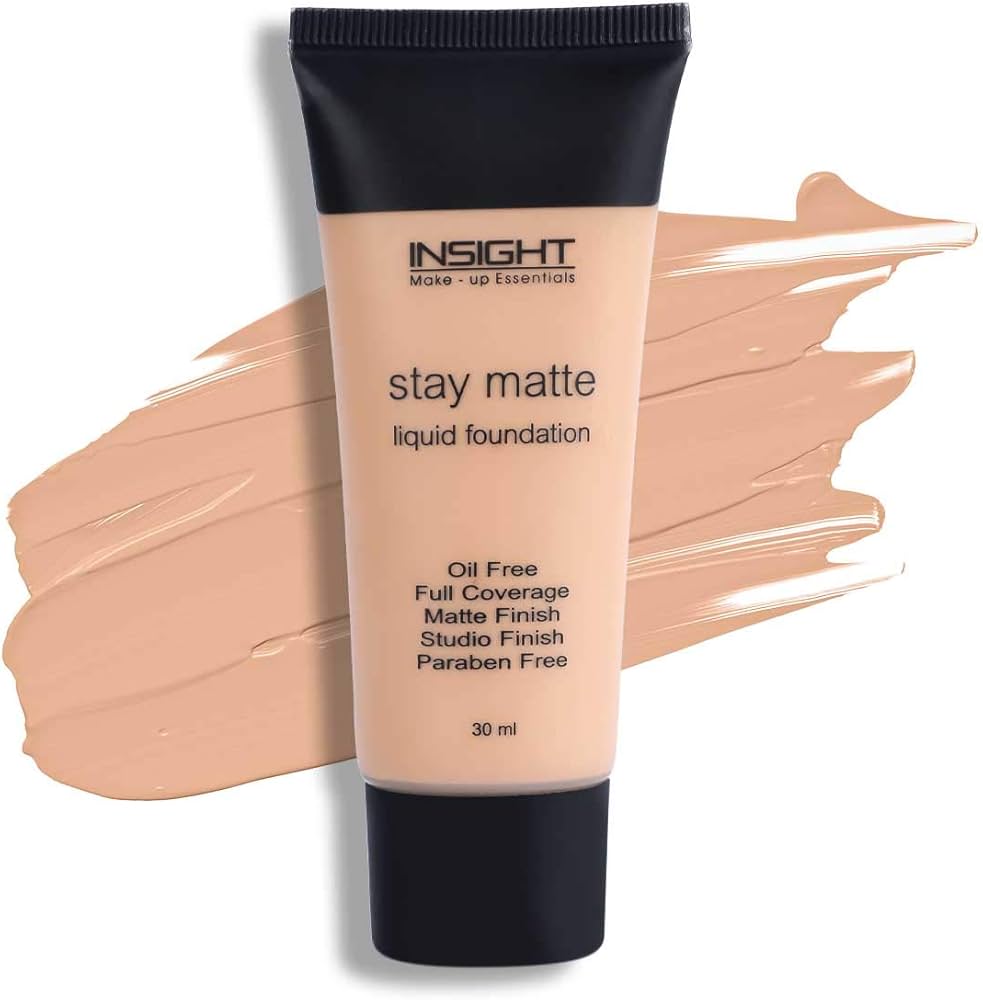 INSIGHT
Make - up Essentials
stay matte
liquid foundation
Oil Free
Full Coverage
Matte Finish
Studio Finish
Paraben Free
30 ml